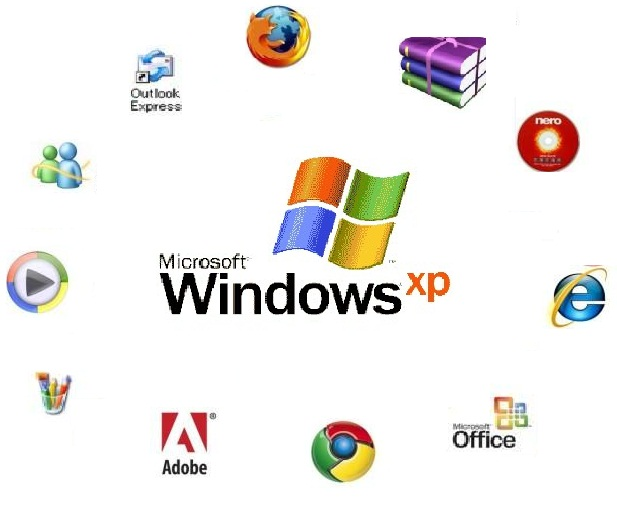 Outlook
Express
nero
Microsoft
Windows xp
Adobe
Microsoft
Office